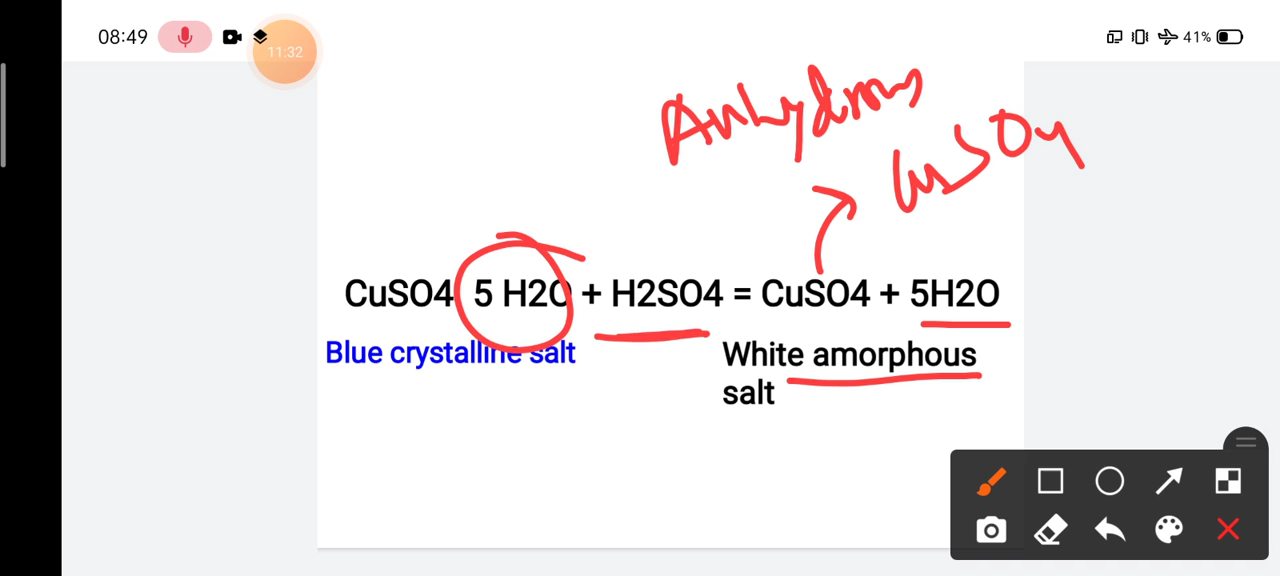 08:49
11:32
41%
Anhydrous
CuSO4
CuSO4 5 H2O + H2SO4 = CuSO4 + 5H2O
Blue crystalline salt
White amorphous
salt